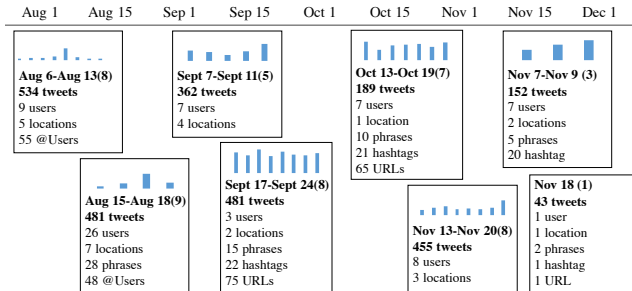 Aug 1 Aug 15 Sep 1 Sep 15 Oct 1 Oct 15 Nov 1 Nov 15 Dec 1
Aug 6-Aug 13(8)
534 tweets
9 users
5 locations
55 @Users
Sept 7-Sept 11(5)
362 tweets
7 users
4 locations
Oct 13-Oct 19(7)
189 tweets
7 users
1 location
10 phrases
21 hashtags
65 URLs
Nov 7-Nov 9 (3)
152 tweets
7 users
2 locations
5 phrases
20 hashtag
Aug 15-Aug 18(9)
481 tweets
26 users
7 locations
28 phrases
48 @Users
Sept 17-Sept 24(8)
481 tweets
3 users
2 locations
15 phrases
22 hashtags
75 URLs
Nov 13-Nov 20(8)
455 tweets
8 users
3 locations
Nov 18 (1)
43 tweets
1 user
1 location
2 phrases
1 hashtag
1 URL